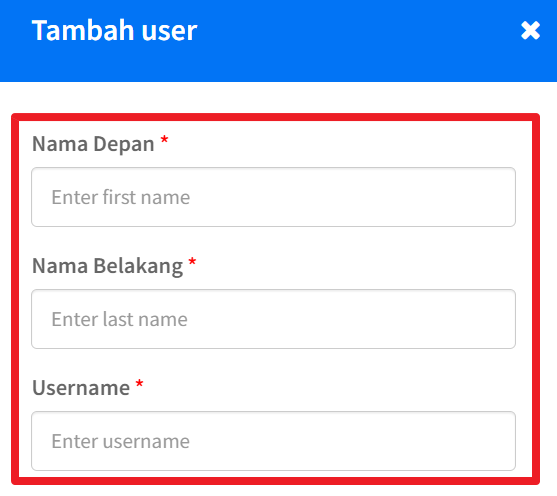 Tambah user
Nama Depan *
Enter first name
Nama Belakang *
Enter last name
Username *
Enter username